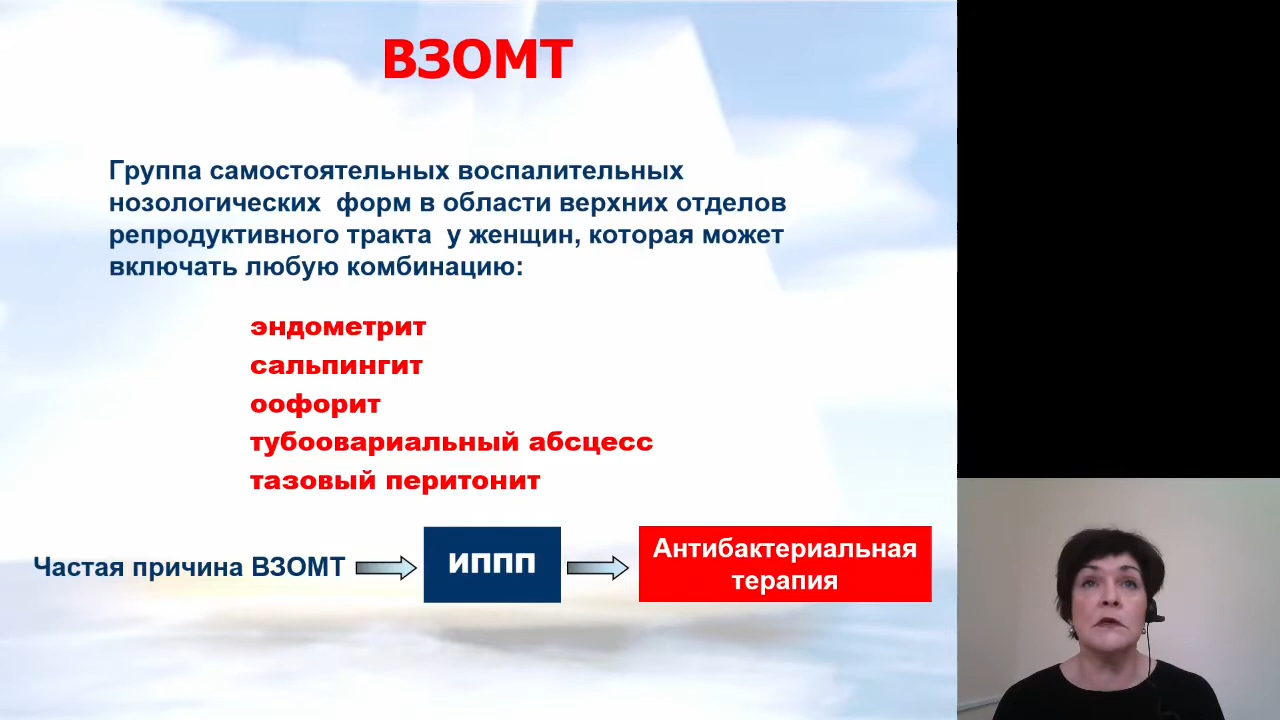 ВЗОМТ
Группа самостоятельных воспалительных
нозологических форм в области верхних отделов
репродуктивного тракта у женщин, которая может
включать любую комбинацию:
эндометрит
сальпингит
оофорит
тубоовариальный абсцесс
тазовый перитонит
Частая причина ВЗОМТ
ИППП
Антибактериальная
терапия